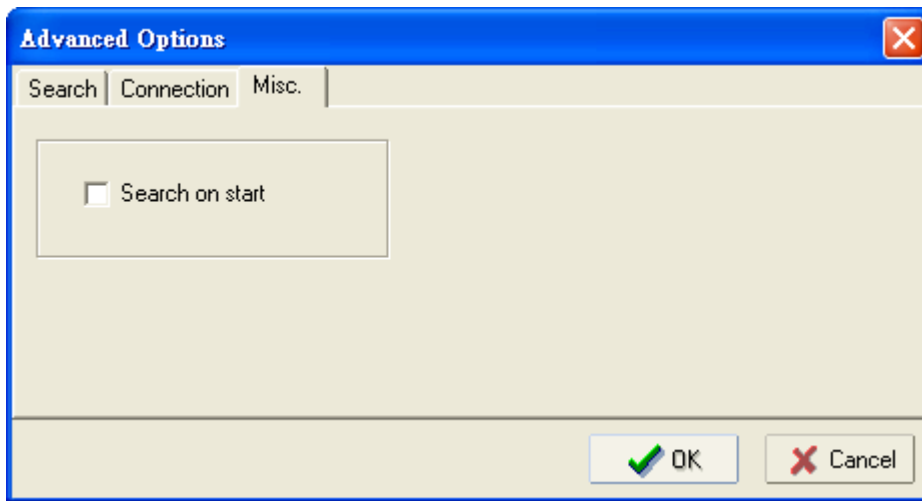 Advanced Options
Search Connection Misc.
Search on start
OK Cancel